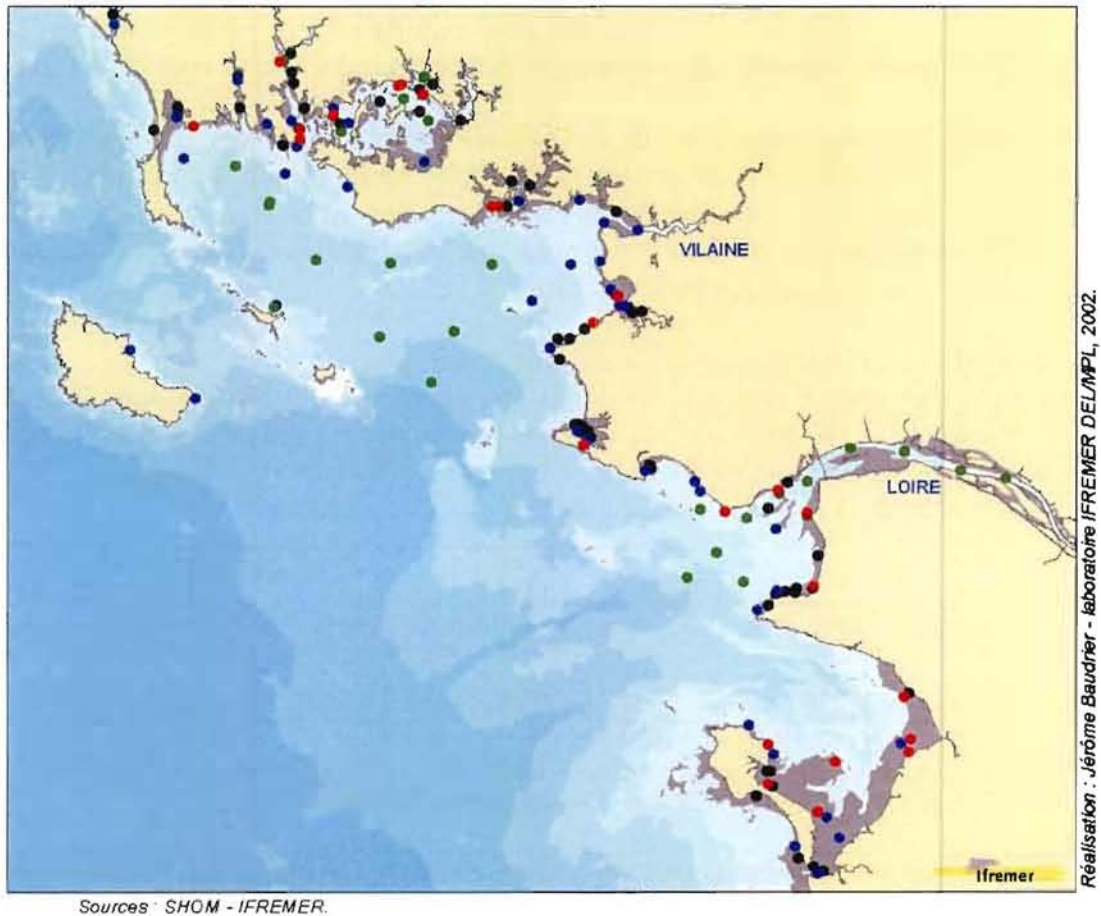 VILAINE
LOIRE
Ifremer
Réalisation : Jérôme Baudrier - laboratoire IFREMER DEL/MPL, 2002.
Sources : SHOM - IFREMER.